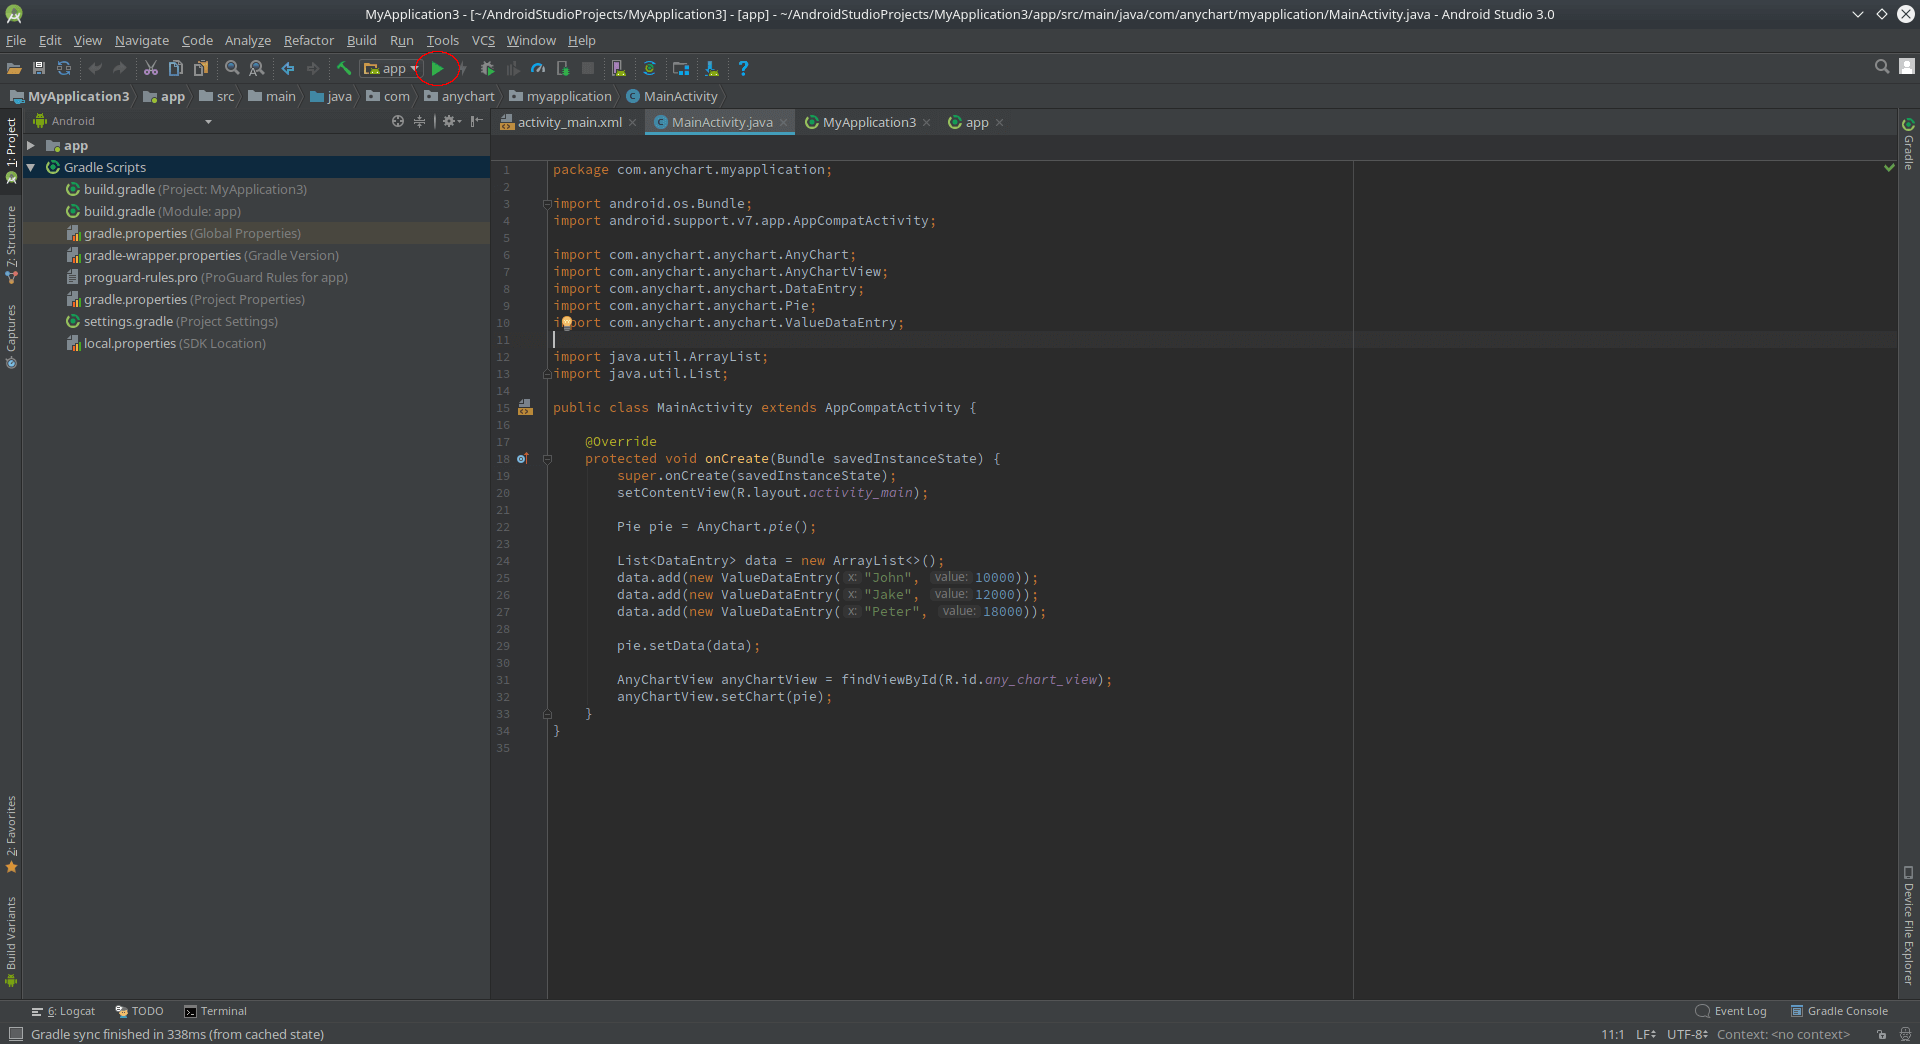 MyApplication3 - [~/AndroidStudioProjects/MyApplication3] - [app] - ~/AndroidStudioProjects/MyApplication3/app/src/main/java/com/anychart/myapplication/MainActivity.java - Android Studio 3.0
File Edit View Navigate Code Analyze Refactor Build Run Tools VCS Window Help
app
MyApplication3 app src main java com anychart myapplication MainActivity
Android
activity_main.xml MainActivity.java MyApplication3 app
1: Project
7: Structure
Captures
2: Favorites
Build Variants
app
Gradle Scripts
build.gradle (Project: MyApplication3)
build.gradle (Module: app)
gradle.properties (Global Properties)
gradle-wrapper.properties (Gradle Version)
proguard-rules.pro (ProGuard Rules for app)
gradle.properties (Project Properties)
settings.gradle (Project Settings)
local.properties (SDK Location)
1 package com.anychart.myapplication;
2
3 import android.os.Bundle;
4 import android.support.v7.app.AppCompatActivity;
5
6 import com.anychart.anychart.AnyChart;
7 import com.anychart.anychart.AnyChartView;
8 import com.anychart.anychart.DataEntry;
9 import com.anychart.anychart.Pie;
10 import com.anychart.anychart.ValueDataEntry;
11
12 import java.util.ArrayList;
13 import java.util.List;
14
15 public class MainActivity extends AppCompatActivity {
16
17 @Override
18 protected void onCreate(Bundle savedInstanceState) {
19 super.onCreate(savedInstanceState);
20 setContentView(R.layout.activity_main);
21
22 Pie pie = AnyChart.pie();
23
24 List<DataEntry> data = new ArrayList<>();
25 data.add(new ValueDataEntry( x: "John", value: 10000));
26 data.add(new ValueDataEntry( x: "Jake", value: 12000));
27 data.add(new ValueDataEntry( x: "Peter", value: 18000));
28
29 pie.setData(data);
30
31 AnyChartView anyChartView = findViewById(R.id.any_chart_view);
32 anyChartView.setChart(pie);
33 }
34 }
35
Gradle
Device File Explorer
6: Logcat TODO Terminal Event Log Gradle Console
Gradle sync finished in 338ms (from cached state) 11:1 LF UTF-8 Context: <no context>